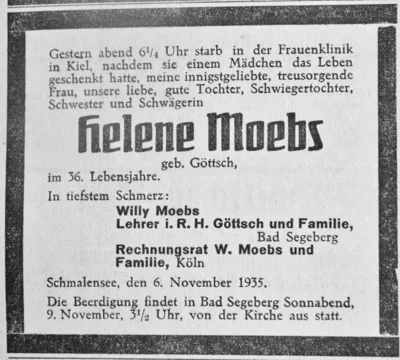 Gestern abend 6¹/₄ Uhr starb in der Frauenklinik
in Kiel, nachdem sie einem Mädchen das Leben
geschenkt hatte, meine innigstgeliebte, treusorgende
Frau, unsere liebe, gute Tochter, Schwiegertochter,
Schwester und Schwägerin
Helene Moebs
geb. Göttsch,
im 36. Lebensjahre.
In tiefstem Schmerz:
Willy Moebs
Lehrer i. R. H. Göttsch und Familie,
Bad Segeberg
Rechnungsrat W. Moebs und
Familie, Köln
Schmalensee, den 6. November 1935.
Die Beerdigung findet in Bad Segeberg Sonnabend,
9. November, 3¹/₂ Uhr, von der Kirche aus statt.